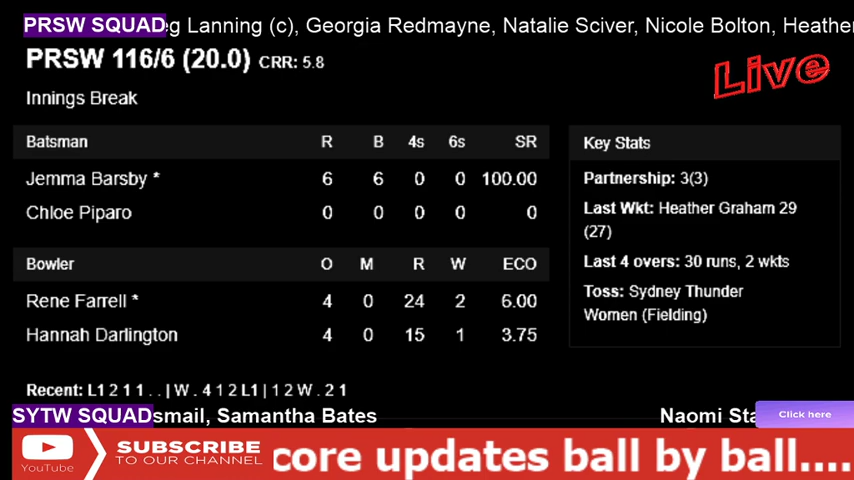 PRSW SQUAD eg Lanning (c), Georgia Redmayne, Natalie Sciver, Nicole Bolton, Heather
PRSW 116/6 (20.0) CRR: 5.8
Live
Innings Break
Batsman R B 4s 6s SR
Jemma Barsby * 6 6 0 0 100.00
Chloe Piparo 0 0 0 0 0
Bowler O M R W ECO
Rene Farrell * 4 0 24 2 6.00
Hannah Darlington 4 0 15 1 3.75
Key Stats
Partnership: 3(3)
Last Wkt: Heather Graham 29
(27)
Last 4 overs: 30 runs, 2 wkts
Toss: Sydney Thunder
Women (Fielding)
Recent: L1 2 1 1 . . | W . 4 1 2 L1 | 1 2 W . 2 1
SYTW SQUAD smail, Samantha Bates Naomi Sta
Click here
YouTube
SUBSCRIBE
TO OUR CHANNEL
core updates ball by ball....